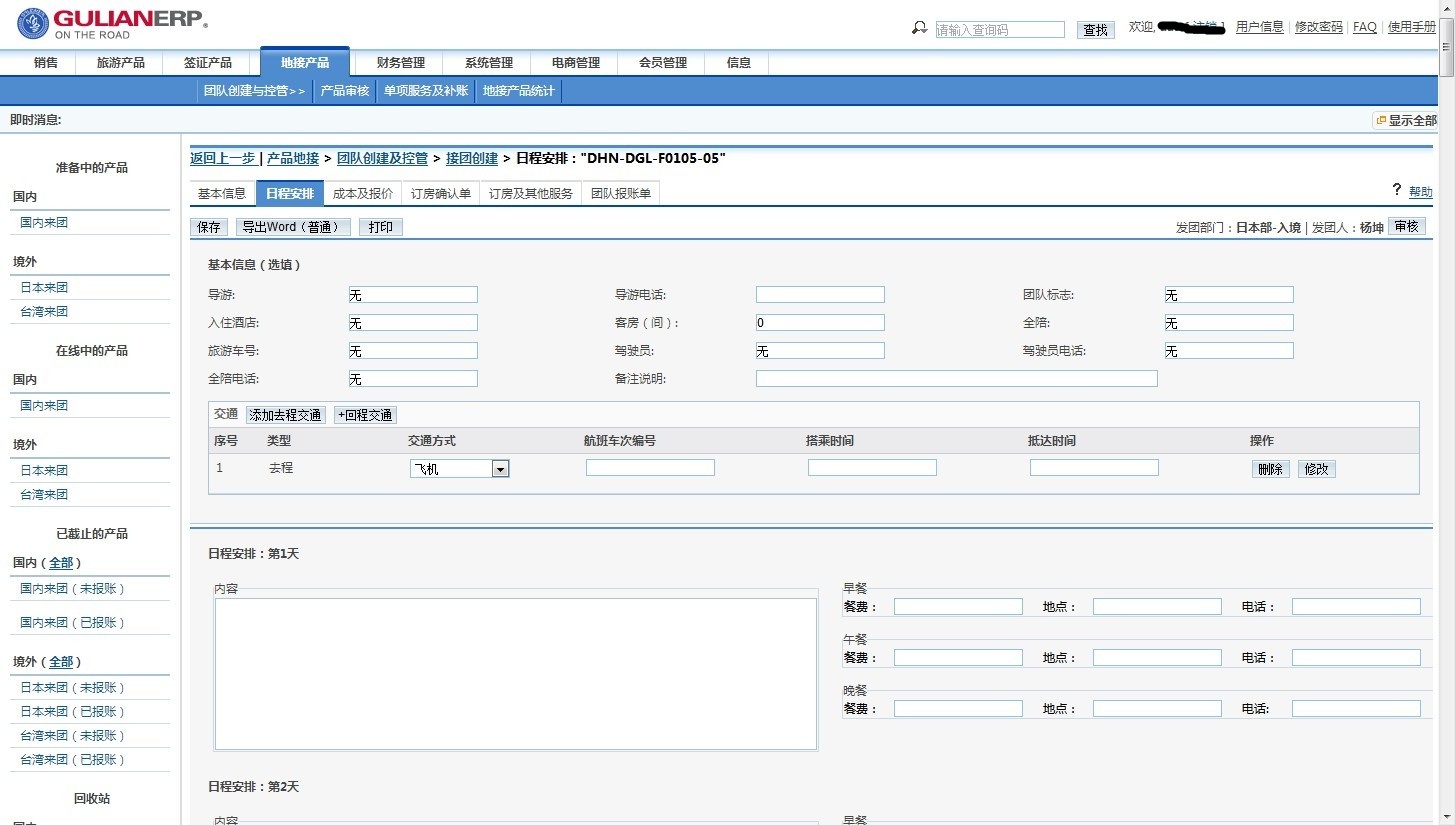 GULIANERP®
ON THE ROAD
请输入查询码 查找 欢迎, 用户信息 | 修改密码 | FAQ | 使用手册
销售 旅游产品 签证产品 地接产品 财务管理 系统管理 电商管理 会员管理 信息
团队创建与控管>> 产品审核 单项服务及补账 地接产品统计
即时消息: 显示全部
准备中的产品
国内
国内来团
境外
日本来团
台湾来团
在线中的产品
国内
国内来团
境外
日本来团
台湾来团
已截止的产品
国内 ( 全部 )
国内来团 ( 未报账 )
国内来团 ( 已报账 )
境外 ( 全部 )
日本来团 ( 未报账 )
日本来团 ( 已报账 )
台湾来团 ( 未报账 )
台湾来团 ( 已报账 )
回收站
返回上一步 | 产品地接 > 团队创建及控管 > 接团创建 > 日程安排："DHN-DGL-F0105-05"
基本信息 日程安排 成本及报价 订房确认单 订房及其他服务 团队报账单 ? 帮助
保存 导出Word（普通） 打印 发团部门：日本部-入境 | 发团人：杨坤 审核
基本信息 ( 选填 )
导游: 无 导游电话: 团队标志: 无
入住酒店: 无 客房（间）: 0 全陪: 无
旅游车号: 无 驾驶员: 无 驾驶员电话: 无
全陪电话: 无 备注说明:
交通 添加去程交通 +回程交通
序号 类型 交通方式 航班车次编号 搭乘时间 抵达时间 操作
1 去程 飞机 删除 修改
日程安排：第1天
内容
早餐
餐费： 地点： 电话：
午餐
餐费： 地点： 电话：
晚餐
餐费： 地点： 电话:
日程安排：第2天
内容 早餐